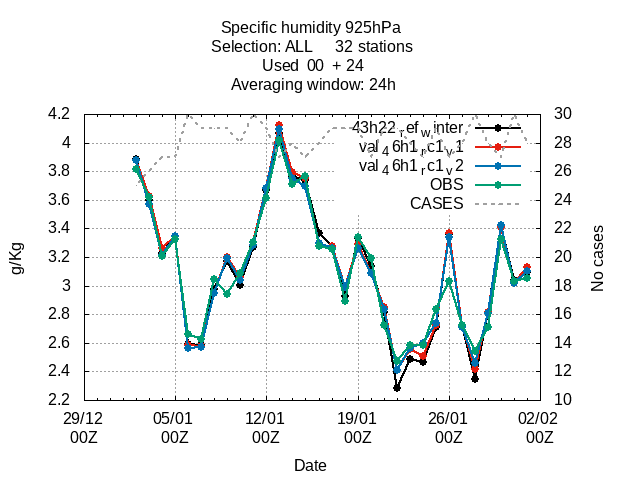 Specific humidity 925hPa
Selection: ALL 32 stations
Used 00 + 24
Averaging window: 24h
4.2
4
3.8
3.6
3.4
3.2
3
2.8
2.6
2.4
2.2
g/Kg
30
28
26
24
22
20
18
16
14
12
10
No cases
43h22_ref_winter
val_46h1_rc1_v1
val_46h1_rc1_v2
OBS
CASES
29/12 05/01 12/01 19/01 26/01 02/02
00Z 00Z 00Z 00Z 00Z 00Z
Date